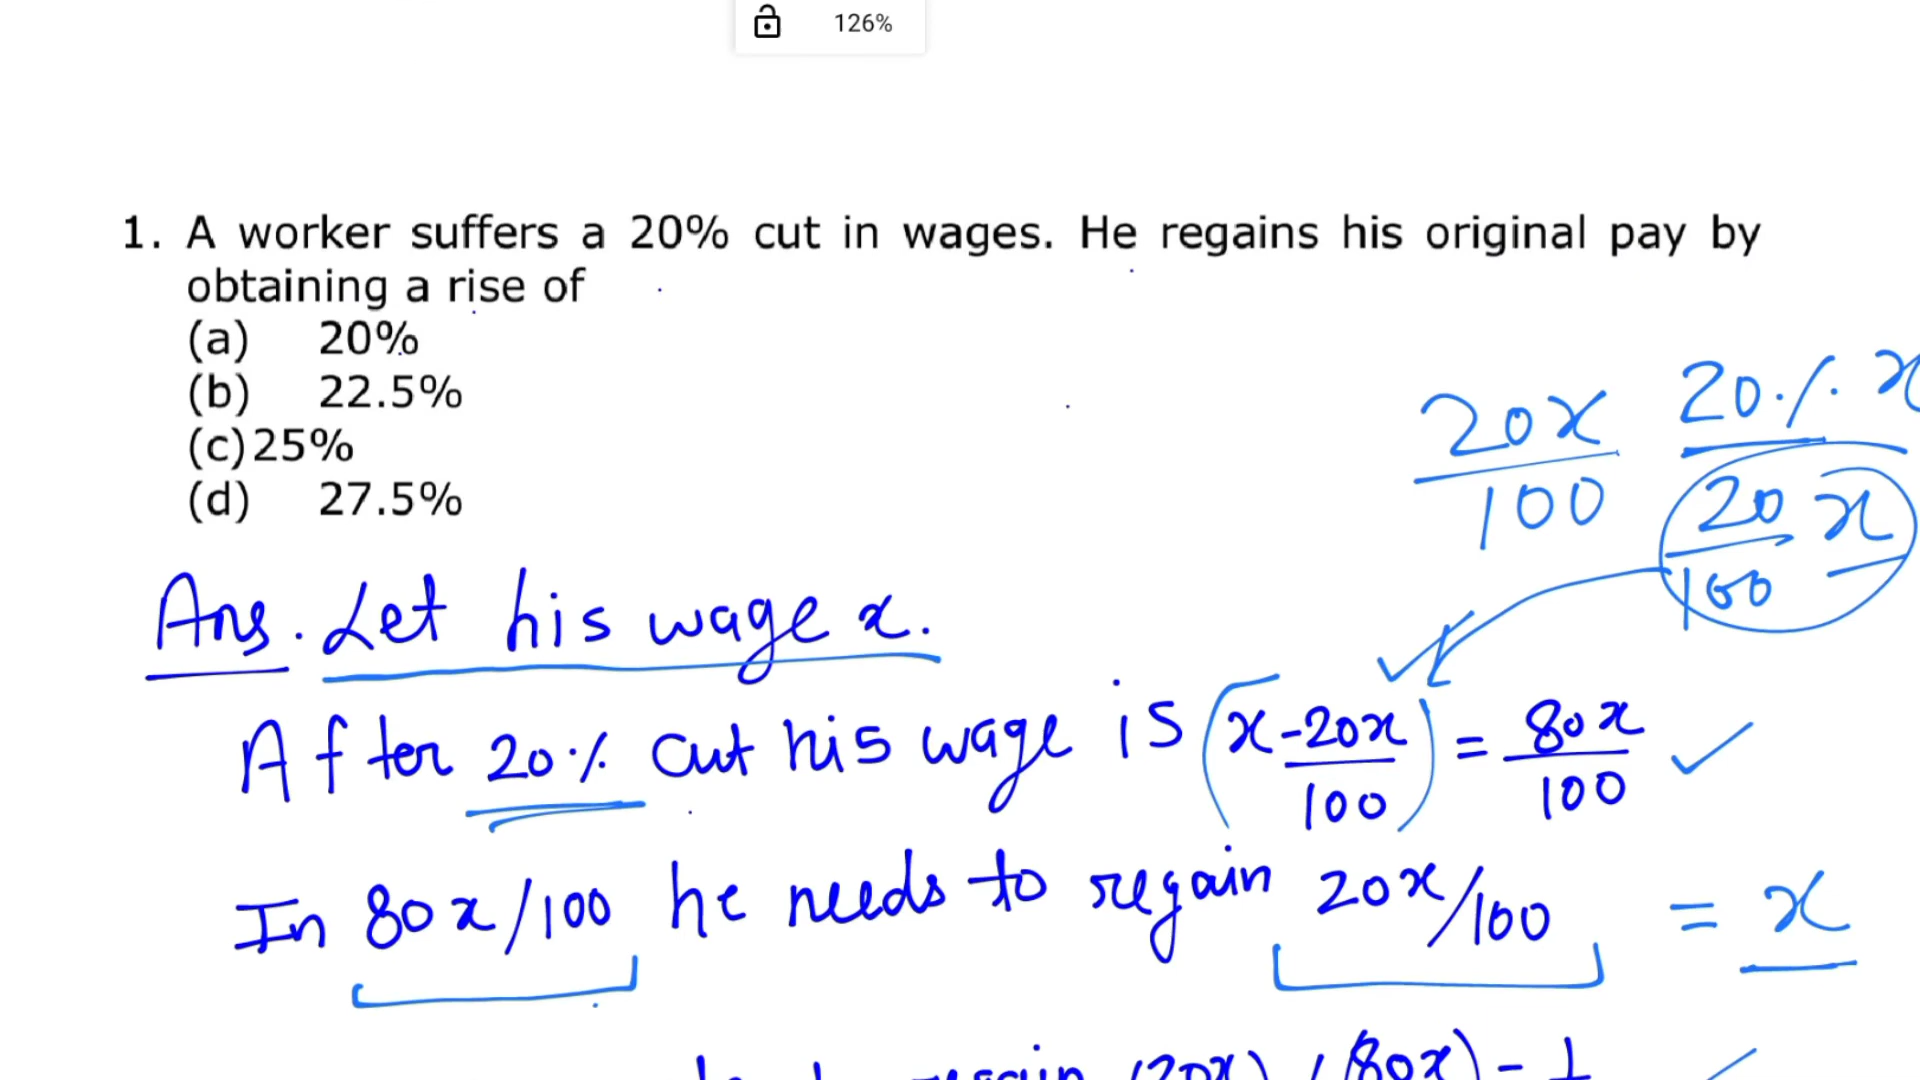 126%
1. A worker suffers a 20% cut in wages. He regains his original pay by
obtaining a rise of
(a) 20%
(b) 22.5%
(c) 25%
(d) 27.5%
20x/100
20% x
20/100 x
Ans. Let his wage x.
After 20% cut his wage is (x-20x/100) = 80x/100
In 80x/100 he needs to regain 20x/100 = x